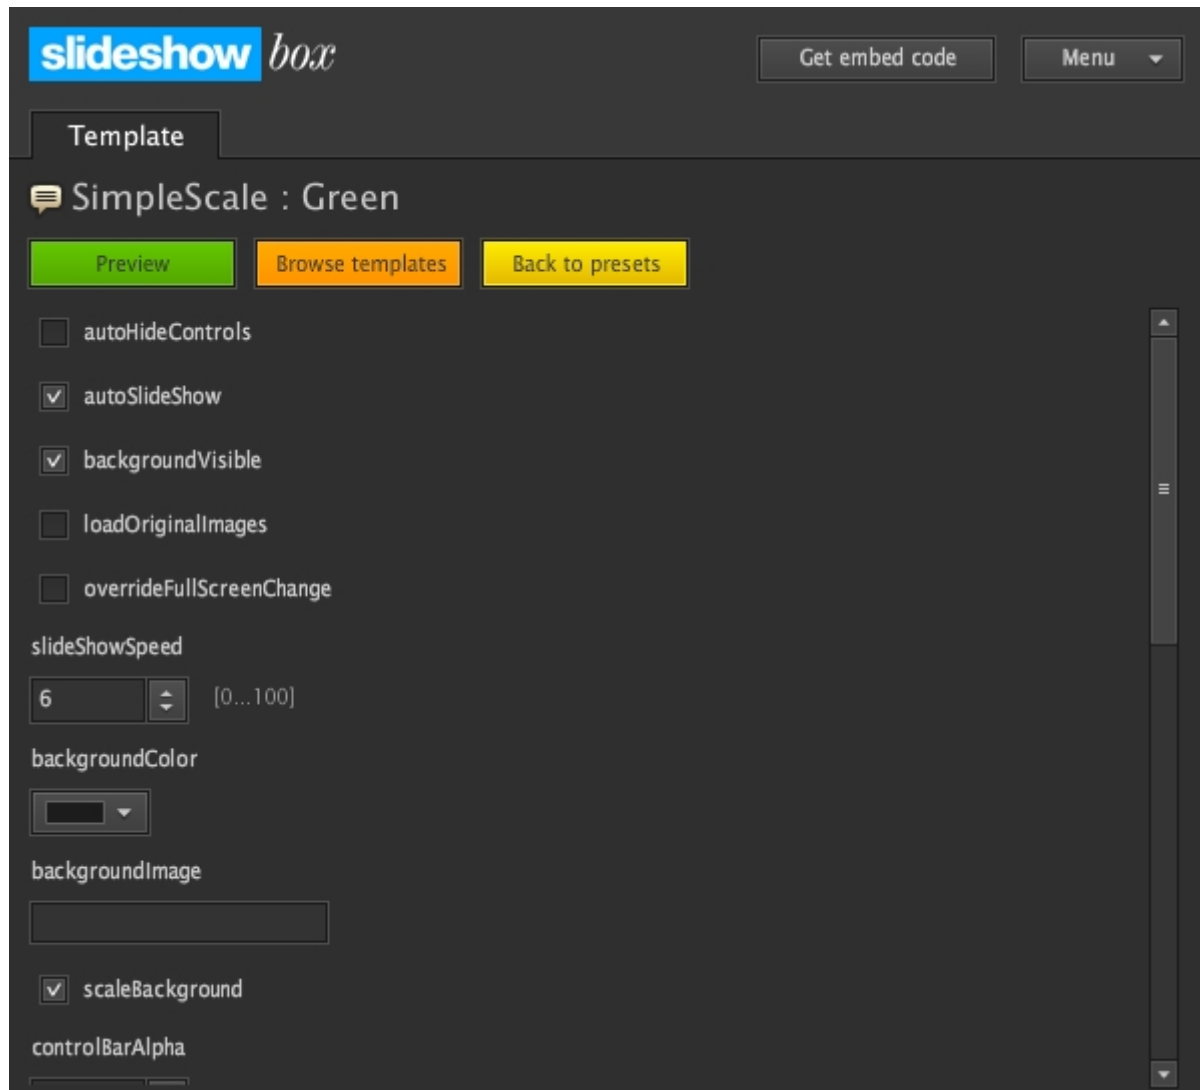 slideshow box
Get embed code
Menu
Template
SimpleScale : Green
Preview
Browse templates
Back to presets
autoHideControls
autoSlideShow
backgroundVisible
loadOriginalImages
overrideFullScreenChange
slideShowSpeed
6
[0...100]
backgroundColor
backgroundImage
scaleBackground
controlBarAlpha